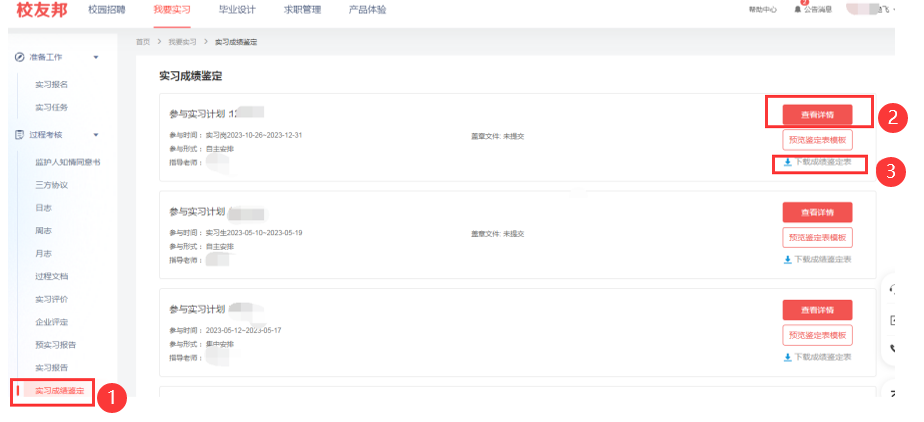 校友邦 校园招聘 我要实习 毕业设计 求职管理 产品体验 帮助中心 公告消息 飞
首页 > 我要实习 > 实习成绩鉴定
准备工作
实习报名
实习任务
过程考核
监护人知情同意书
三方协议
日志
周志
月志
过程文档
实习评价
企业评定
预实习报告
实习报告
实习成绩鉴定
1
实习成绩鉴定
参与实习计划 :12
参与时间: 实习岗2023-10-26~2023-12-31
参与形式: 自主安排
指导老师:
盖章文件: 未提交
查看详情
2
预览鉴定表模板
下载成绩鉴定表
3
参与实习计划
参与时间: 实习生2023-05-10~2023-05-19
参与形式: 自主安排
指导老师:
盖章文件: 未提交
查看详情
预览鉴定表模板
下载成绩鉴定表
参与实习计划
参与时间: 2023-05-12~2023-05-17
参与形式: 集中安排
指导老师:
查看详情
预览鉴定表模板
下载成绩鉴定表